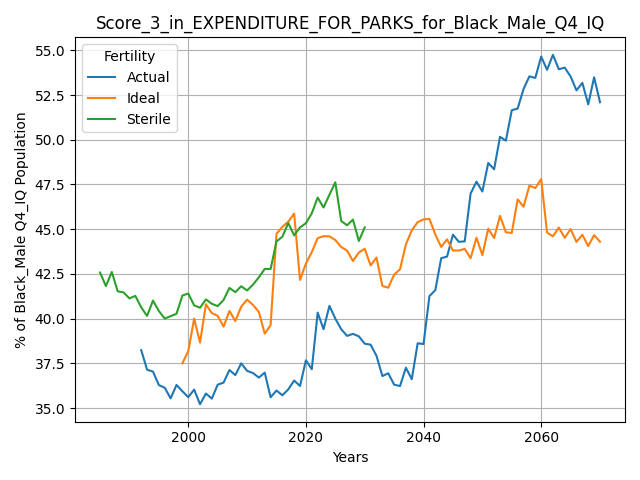 Score_3_in_EXPENDITURE_FOR_PARKS_for_Black_Male_Q4_IQ
Fertility
Actual
Ideal
Sterile
% of Black_Male Q4_IQ Population
55.0
52.5
50.0
47.5
45.0
42.5
40.0
37.5
35.0
2000 2020 2040 2060
Years